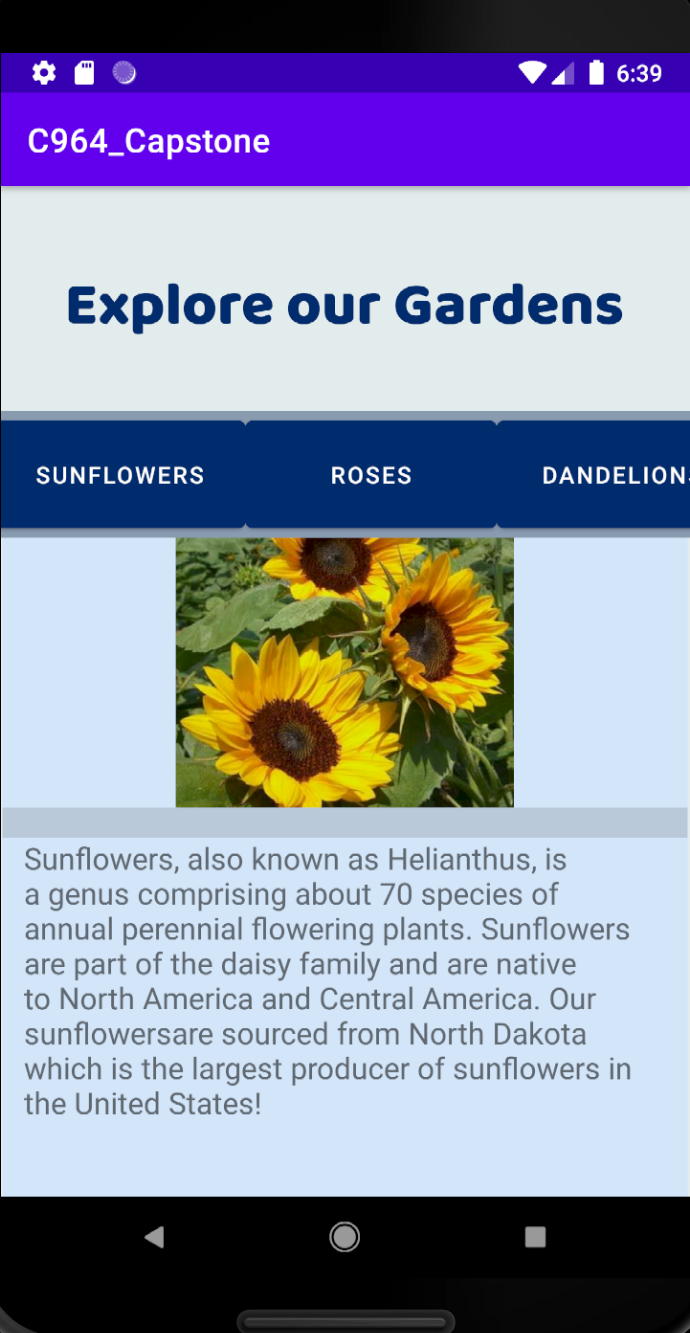 6:39
C964_Capstone
Explore our Gardens
SUNFLOWERS ROSES DANDELIONS
Sunflowers, also known as Helianthus, is
a genus comprising about 70 species of
annual perennial flowering plants. Sunflowers
are part of the daisy family and are native
to North America and Central America. Our
sunflowersare sourced from North Dakota
which is the largest producer of sunflowers in
the United States!